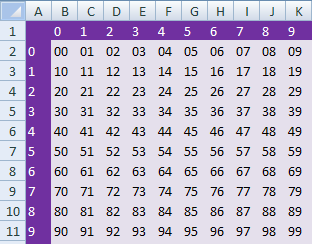 A B C D E F G H I J K
1 0 1 2 3 4 5 6 7 8 9
2 0 00 01 02 03 04 05 06 07 08 09
3 1 10 11 12 13 14 15 16 17 18 19
4 2 20 21 22 23 24 25 26 27 28 29
5 3 30 31 32 33 34 35 36 37 38 39
6 4 40 41 42 43 44 45 46 47 48 49
7 5 50 51 52 53 54 55 56 57 58 59
8 6 60 61 62 63 64 65 66 67 68 69
9 7 70 71 72 73 74 75 76 77 78 79
10 8 80 81 82 83 84 85 86 87 88 89
11 9 90 91 92 93 94 95 96 97 98 99